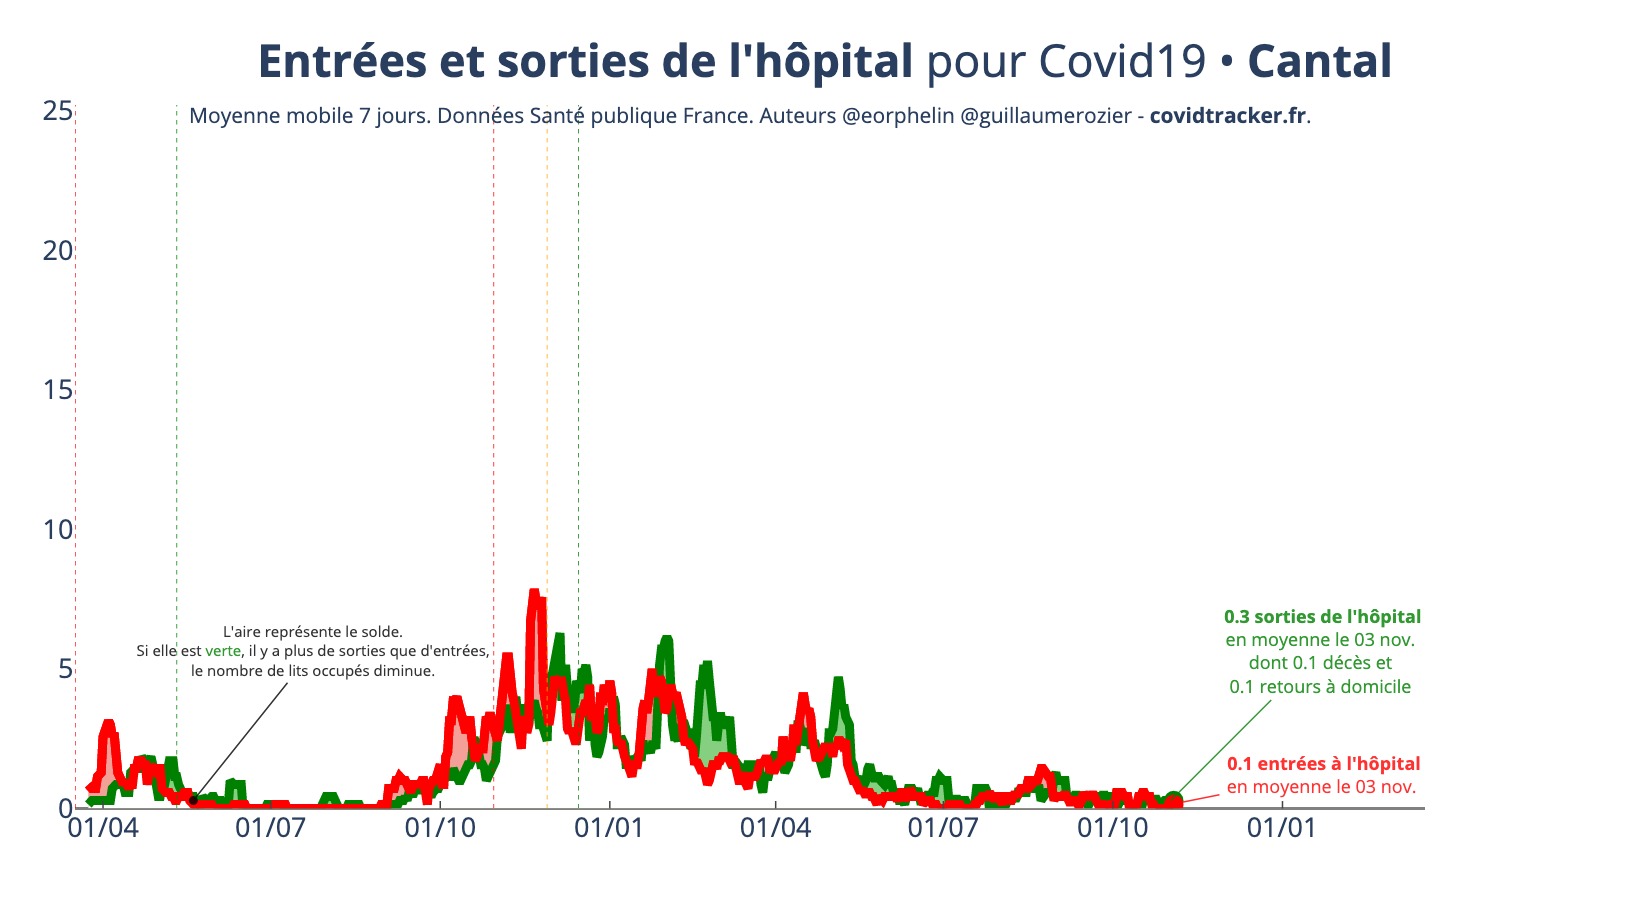 Entrées et sorties de l'hôpital pour Covid19 • Cantal
Moyenne mobile 7 jours. Données Santé publique France. Auteurs @eorphelin @guillaumerozier - covidtracker.fr.
25
20
15
10
5
0
L'aire représente le solde.
Si elle est verte, il y a plus de sorties que d'entrées,
le nombre de lits occupés diminue.
0.3 sorties de l'hôpital
en moyenne le 03 nov.
dont 0.1 décès et
0.1 retours à domicile
0.1 entrées à l'hôpital
en moyenne le 03 nov.
01/04 01/07 01/10 01/01 01/04 01/07 01/10 01/01